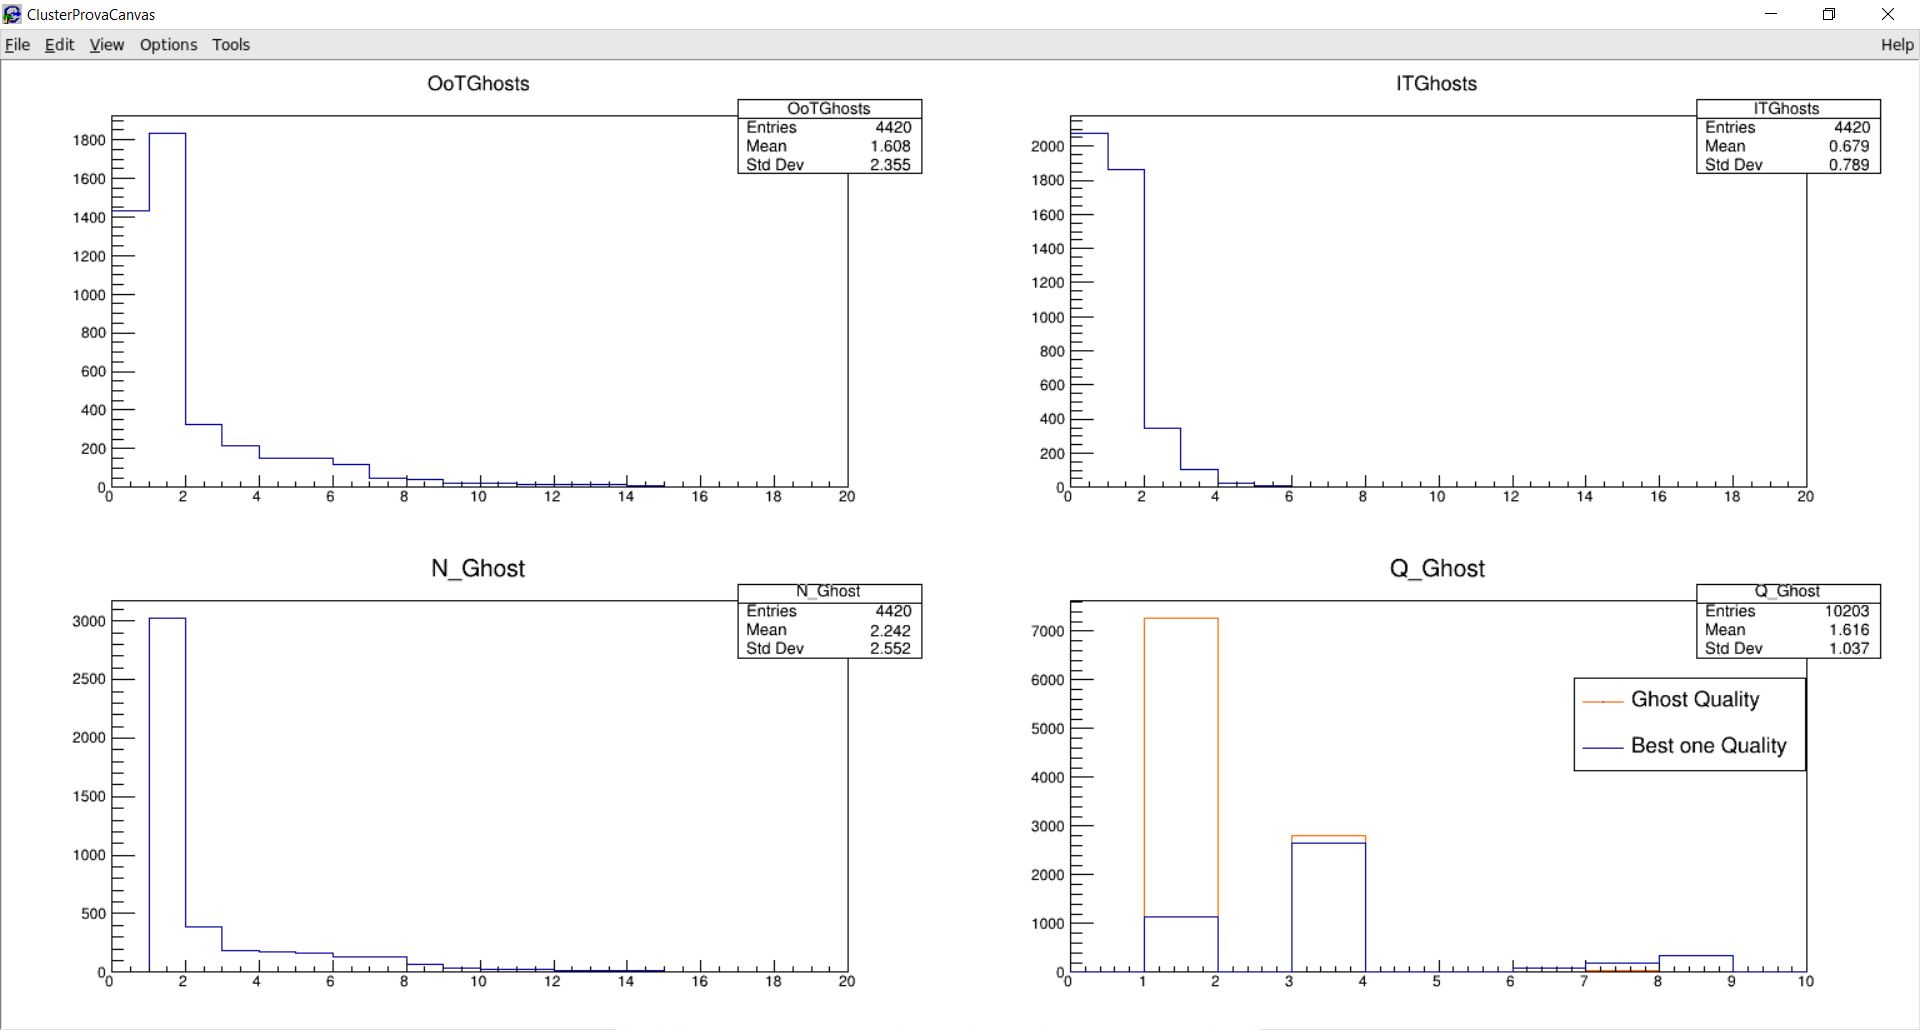 ClusterProvaCanvas
File Edit View Options Tools Help
OoTGhosts
OoTGhosts
Entries 4420
Mean 1.608
Std Dev 2.355
1800
1600
1400
1200
1000
800
600
400
200
0
0 2 4 6 8 10 12 14 16 18 20
ITGhosts
ITGhosts
Entries 4420
Mean 0.679
Std Dev 0.789
2000
1800
1600
1400
1200
1000
800
600
400
200
0
0 2 4 6 8 10 12 14 16 18 20
N_Ghost
N_Ghost
Entries 4420
Mean 2.242
Std Dev 2.552
3000
2500
2000
1500
1000
500
0
0 2 4 6 8 10 12 14 16 18 20
Q_Ghost
Q_Ghost
Entries 10203
Mean 1.616
Std Dev 1.037
Ghost Quality
Best one Quality
7000
6000
5000
4000
3000
2000
1000
0
0 1 2 3 4 5 6 7 8 9 10